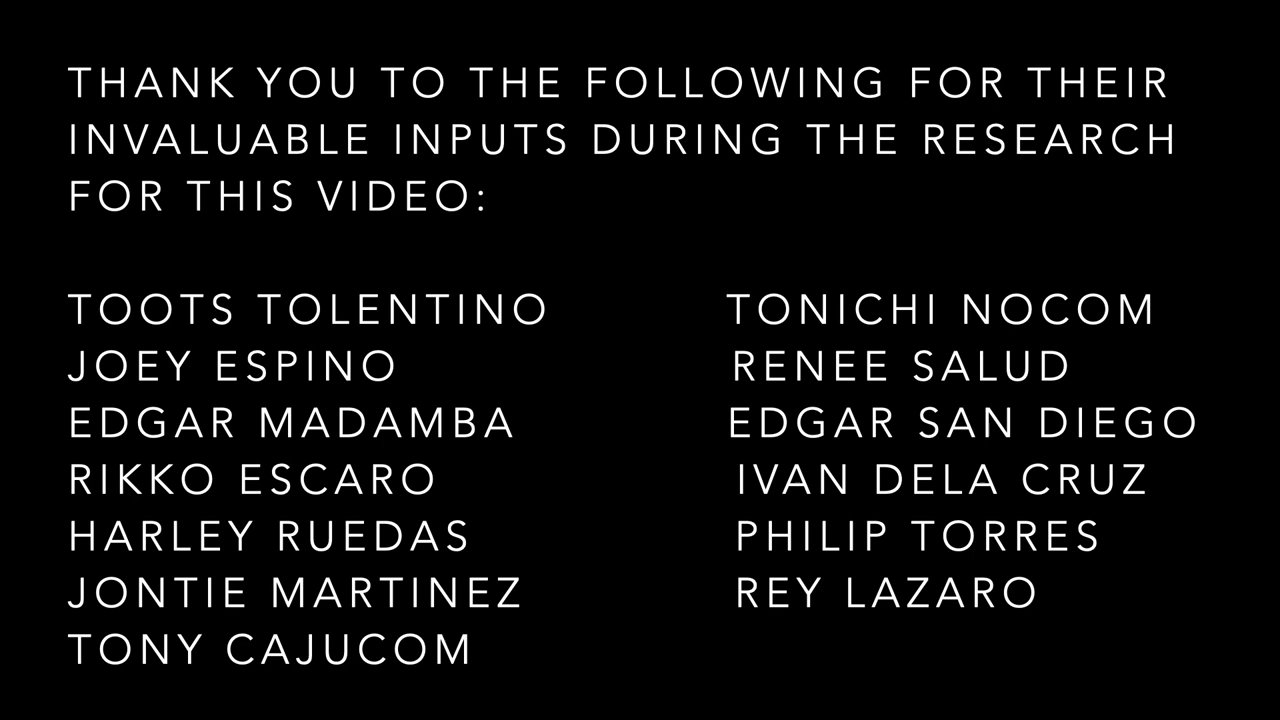 THANK YOU TO THE FOLLOWING FOR THEIR
INVALUABLE INPUTS DURING THE RESEARCH
FOR THIS VIDEO:
TOOTS TOLENTINO
JOEY ESPINO
EDGAR MADAMBA
RIKKO ESCARO
HARLEY RUEDAS
JONTIE MARTINEZ
TONY CAJUCOM
TONICHI NOCOM
RENEE SALUD
EDGAR SAN DIEGO
IVAN DELA CRUZ
PHILIP TORRES
REY LAZARO